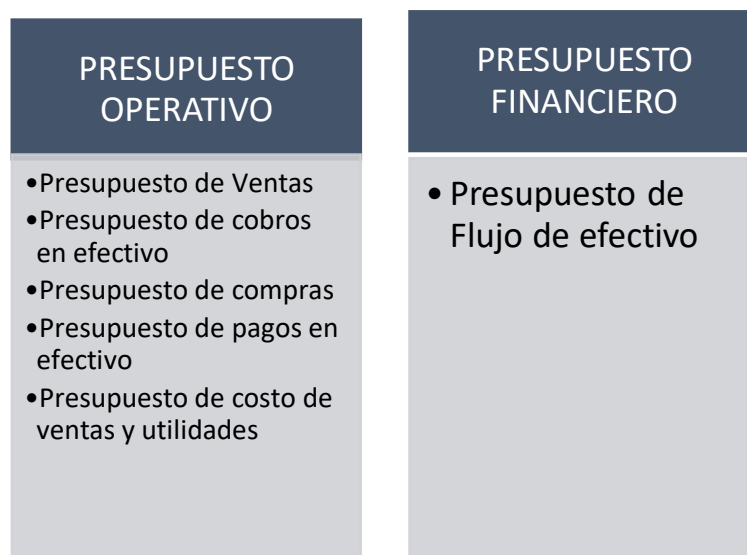 PRESUPUESTO
OPERATIVO
•Presupuesto de Ventas
•Presupuesto de cobros
en efectivo
•Presupuesto de compras
•Presupuesto de pagos en
efectivo
•Presupuesto de costo de
ventas y utilidades
PRESUPUESTO
FINANCIERO
• Presupuesto de
Flujo de efectivo